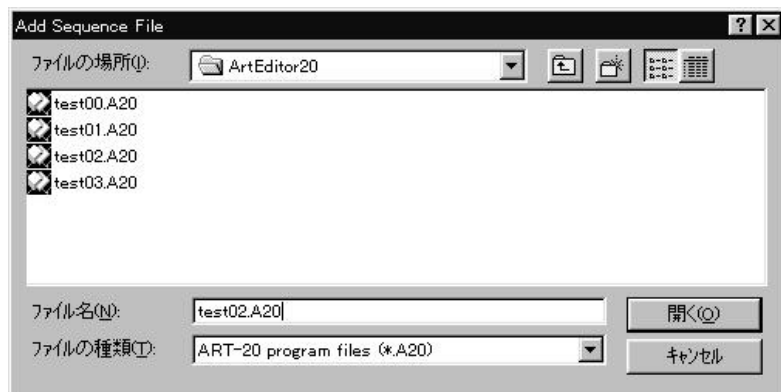 Add Sequence File
ファイルの場所(I):
ArtEditor20
test00.A20
test01.A20
test02.A20
test03.A20
ファイル名(N):
test02.A20
開く(O)
ファイルの種類(T):
ART-20 program files (*.A20)
キャンセル